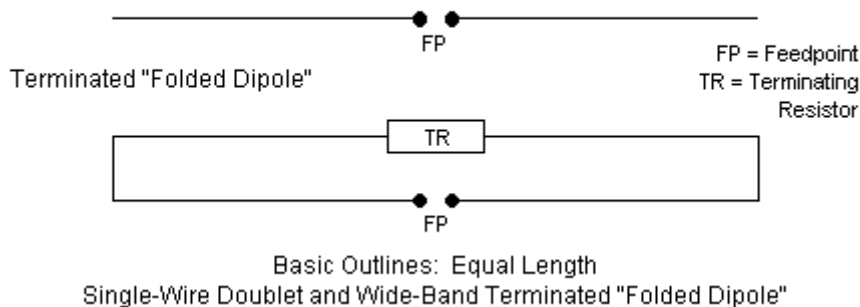 FP
FP = Feedpoint
Terminated "Folded Dipole"
TR = Terminating
Resistor
TR
FP
Basic Outlines: Equal Length
Single-Wire Doublet and Wide-Band Terminated "Folded Dipole"